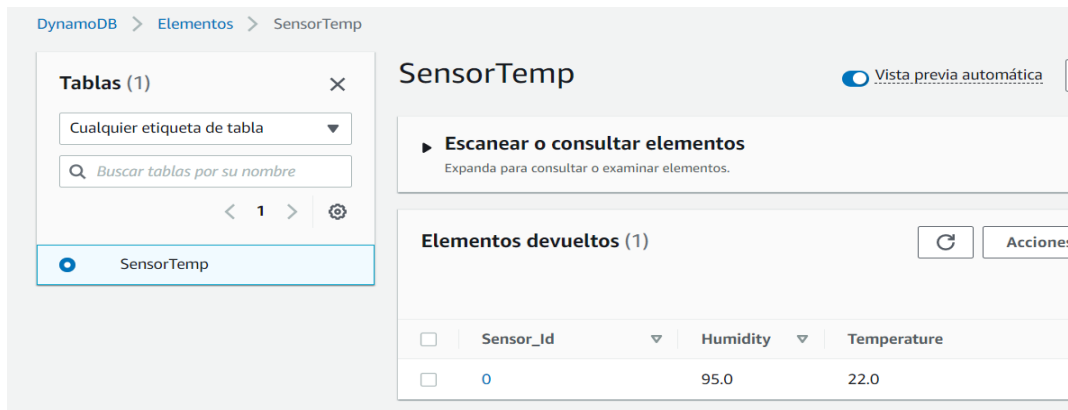 DynamoDB > Elementos > SensorTemp
Tablas (1)
Cualquier etiqueta de tabla
Buscar tablas por su nombre
< 1 >
SensorTemp
SensorTemp
Vista previa automática
Escanear o consultar elementos
Expanda para consultar o examinar elementos.
Elementos devueltos (1)
Acciones
Sensor_Id Humidity Temperature
0 95.0 22.0